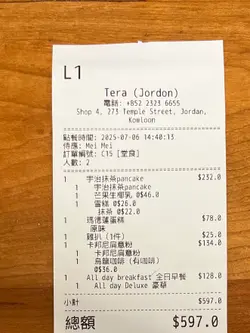 L1
Tera (Jordon)
電話: +852 2323 6655
Shop 4, 273 Temple Street, Jordan,
Kowloon
點餐時間: 2025-07-06 14:40:13
侍應: Mei Mei
訂單編號: C15 [堂食]
人數: 2
1 宇治抹茶pancake $232.0
1 宇治抹茶pancake
1 芒果生椰乳 @$46.0
1 雪糕 @$26.0
抹茶 @$22.0
1 瑪德蓮蛋糕 $78.0
原味
1 雞扒 (1件) $25.0
1 卡邦尼扁意粉 $134.0
1 卡邦尼扁意粉
1 烏龍咖啡 (有咖啡)
@$36.0
1 All day breakfast 全日早餐 $128.0
1 All day Deluxe 豪華
小計 $597.0
總額 $597.0